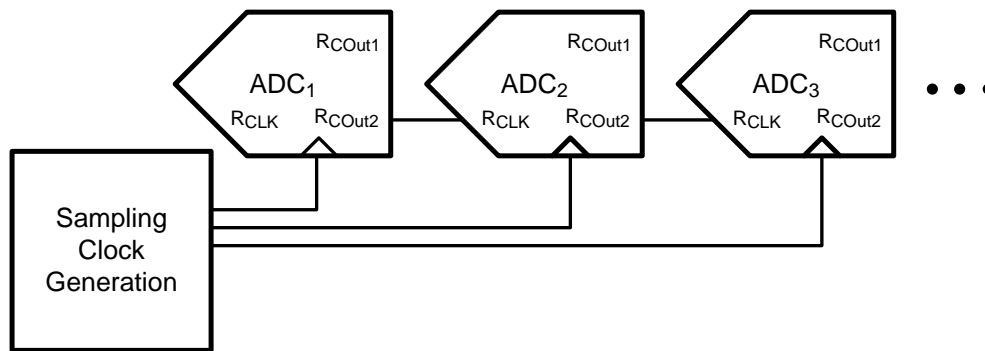 RCOut1
ADC1
RCLK RCOut2
RCOut1
ADC2
RCLK RCOut2
RCOut1
ADC3
RCLK RCOut2
Sampling
Clock
Generation